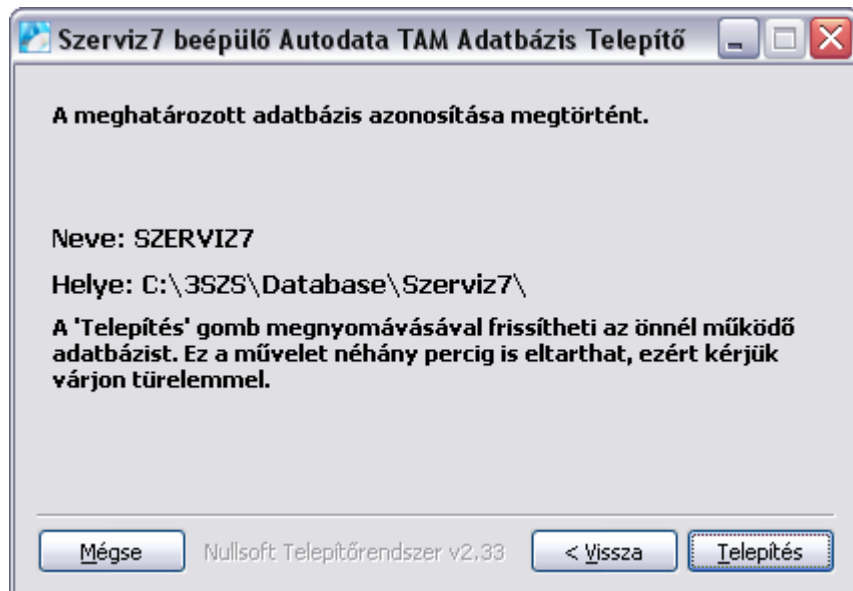 Szerviz7 beépülő Autodata TAM Adatbázis Telepítő
A meghatározott adatbázis azonosítása megtörtént.
Neve: SZERVIZ7
Helye: C:\3SZS\Database\Szerviz7\
A 'Telepítés' gomb megnyomávásával frissítheti az önnél működő
adatbázist. Ez a művelet néhány percig is eltarthat, ezért kérjük
várjon türelemmel.
Mégse
Nullsoft Telepítőrendszer v2.33
< Vissza
Telepítés